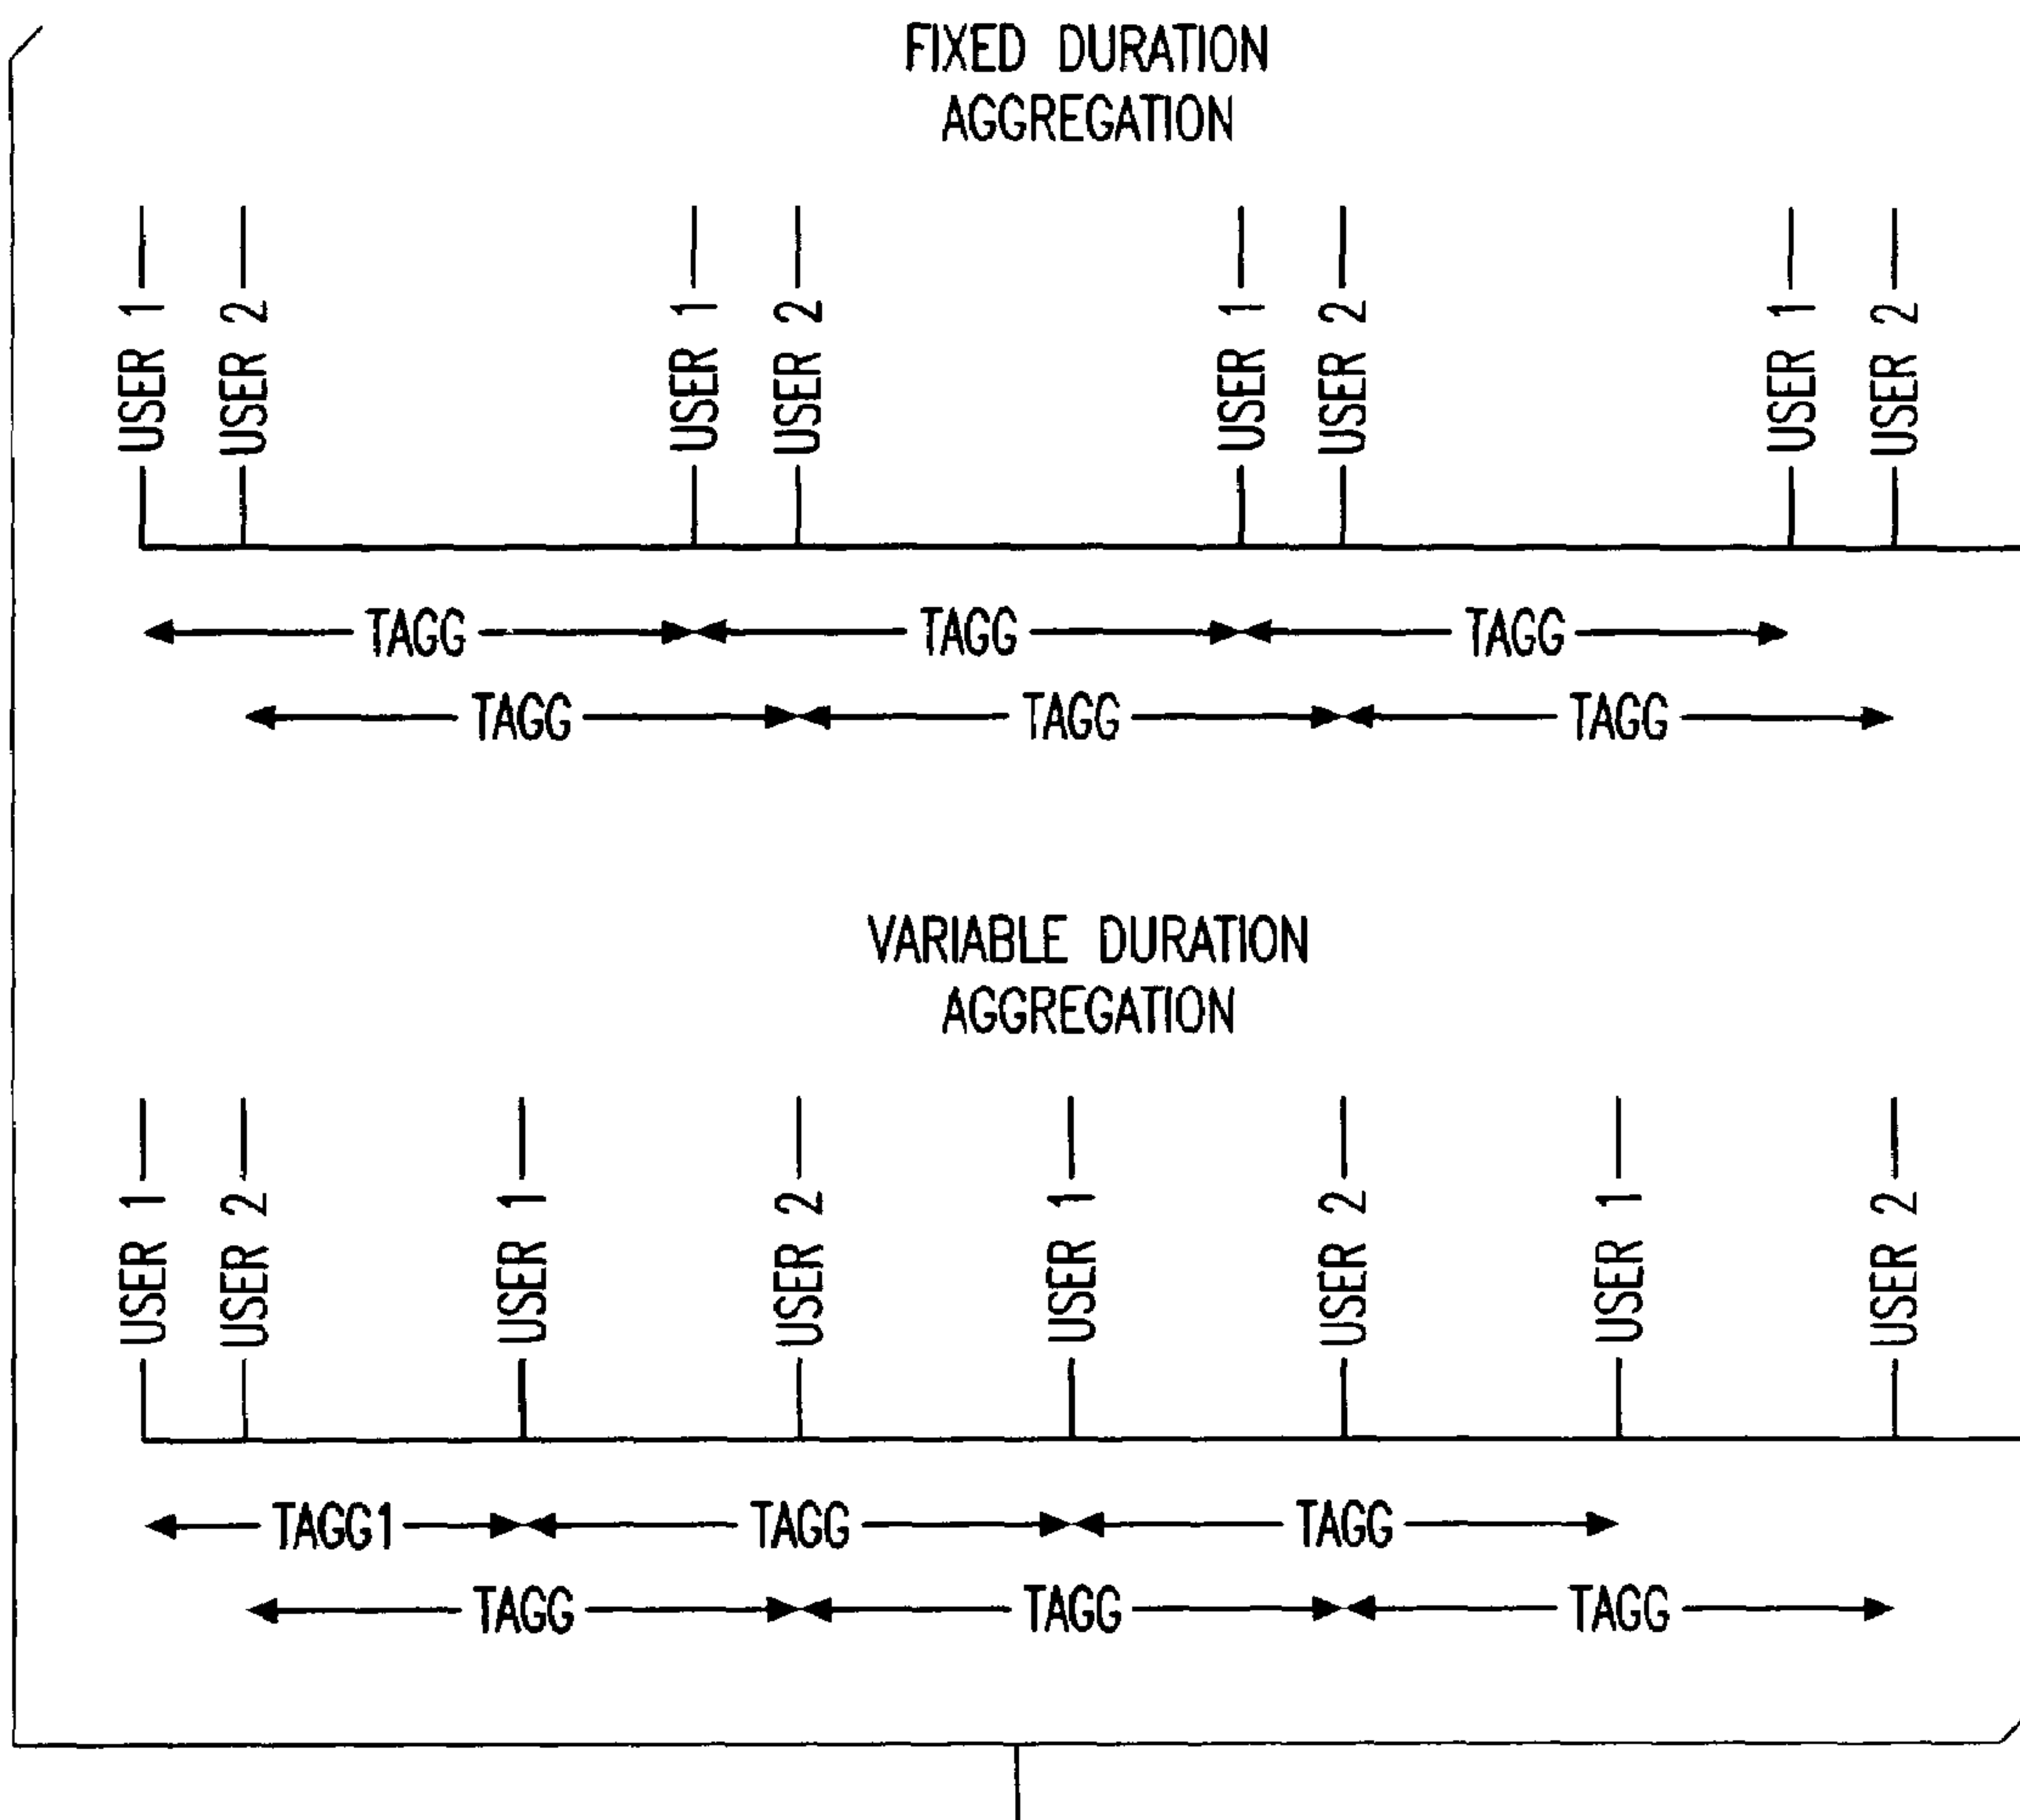 FIXED DURATION
AGGREGATION
USER 1
USER 2
USER 1
USER 2
USER 1
USER 2
USER 1
USER 2
TAGG TAGG TAGG
TAGG TAGG TAGG
VARIABLE DURATION
AGGREGATION
USER 1
USER 2
USER 1
USER 2
USER 1
USER 2
USER 1
USER 2
TAGG1 TAGG TAGG
TAGG TAGG TAGG